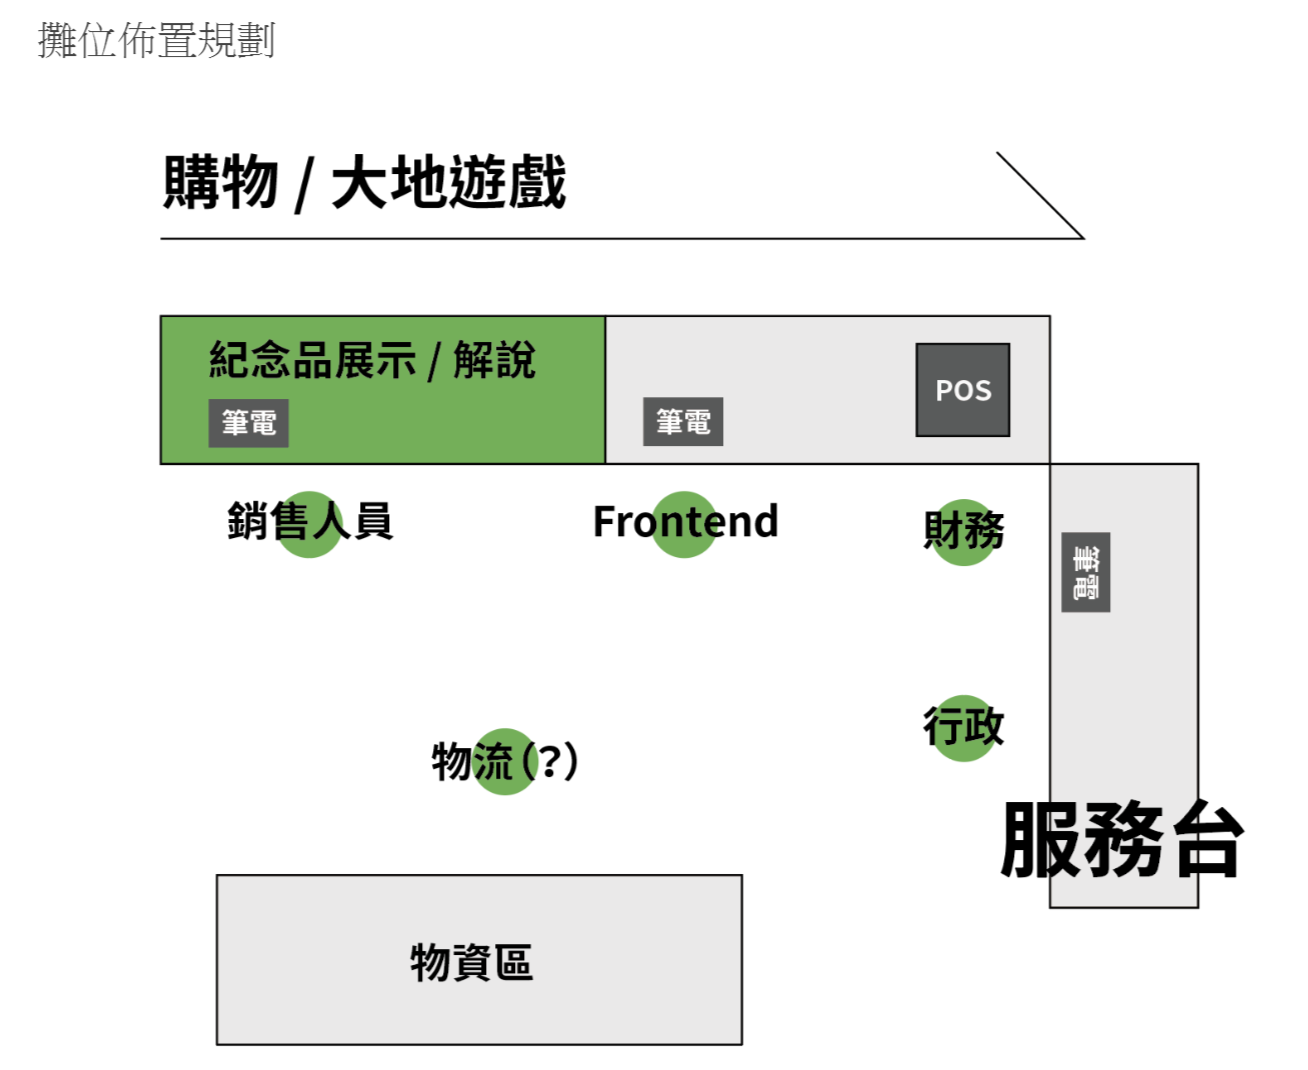 攤位佈置規劃
購物 / 大地遊戲
紀念品展示 / 解說
筆電
筆電
POS
銷售人員
Frontend
財務
筆電
行政
物流(?)
服務台
物資區